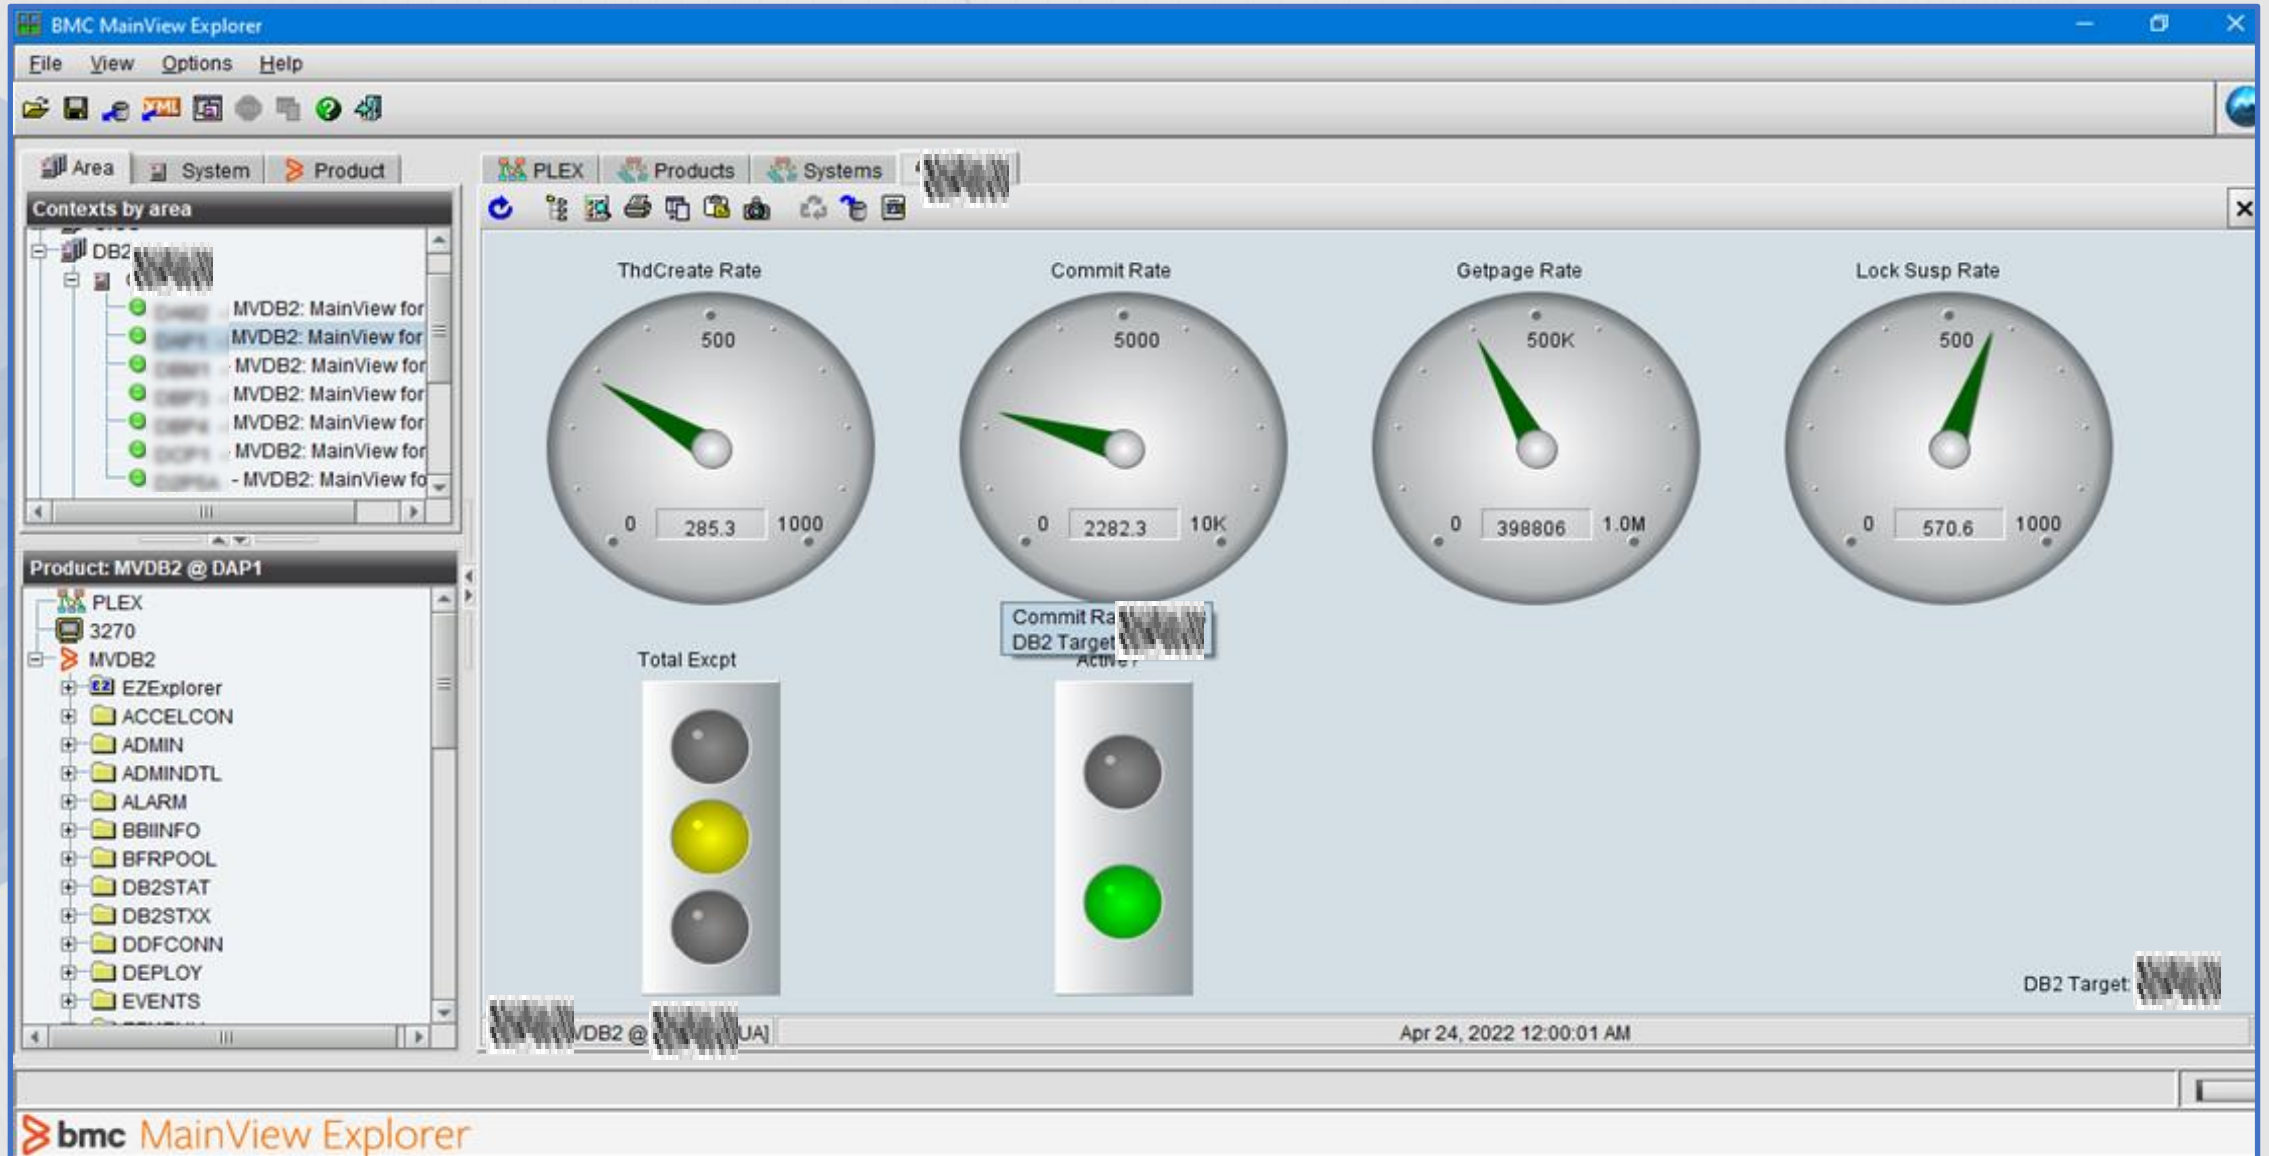 BMC MainView Explorer
File View Options Help
Area System Product
PLEX Products Systems
Contexts by area
DB2
MVDB2: MainView for
MVDB2: MainView for
MVDB2: MainView for
MVDB2: MainView for
MVDB2: MainView for
MVDB2: MainView for
- MVDB2: MainView fo
Product: MVDB2 @ DAP1
PLEX
3270
MVDB2
EZExplorer
ACCELCON
ADMIN
ADMINDTL
ALARM
BBIINFO
BFRPOOL
DB2STAT
DB2STXX
DDFCONN
DEPLOY
EVENTS
ThdCreate Rate
500
0 285.3 1000
Commit Rate
5000
0 2282.3 10K
Getpage Rate
500K
0 398806 1.0M
Lock Susp Rate
500
0 570.6 1000
Commit Ra
DB2 Target
Total Excpt
Active?
DB2 Target:
VDB2 @ UA]
Apr 24, 2022 12:00:01 AM
bmc MainView Explorer